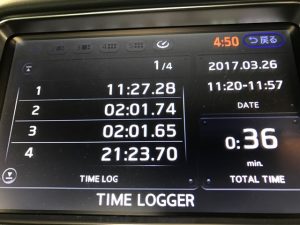 4:50 戻る
1/4
2017.03.26
1 11:27.28
11:20-11:57
2 02:01.74
DATE
3 02:01.65
0:36
4 21:23.70
min.
TIME LOG
TOTAL TIME
TIME LOGGER